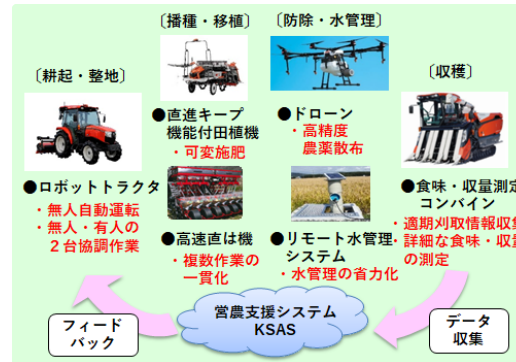 〔耕起・整地〕
●ロボットトラクタ
・無人自動運転
・無人・有人の
２台協調作業
〔播種・移植〕
●直進キープ
機能付田植機
・可変施肥
●高速直は機
・複数作業の
一貫化
〔防除・水管理〕
●ドローン
・高精度
農薬散布
●リモート水管理
システム
・水管理の省力化
〔収穫〕
●食味・収量測定
コンバイン
・適期刈取情報収集
・詳細な食味・収量
の測定
営農支援システム
KSAS
フィード
バック
データ
収集